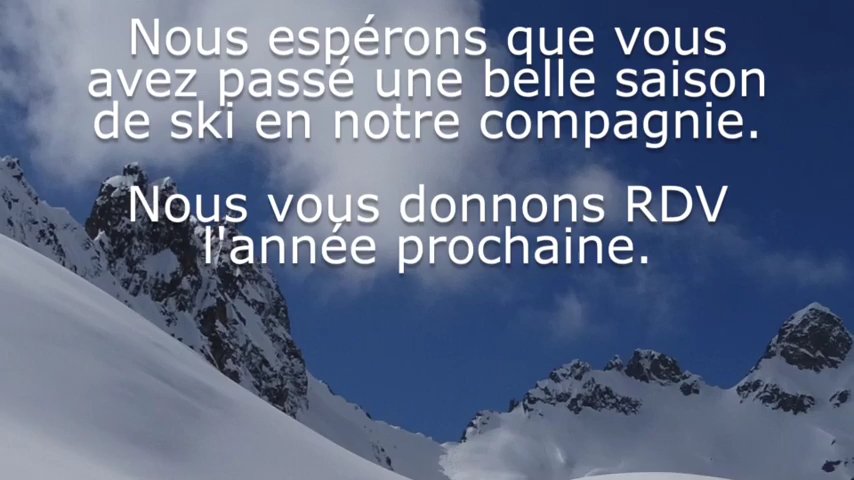 Nous espérons que vous
avez passé une belle saison
de ski en notre compagnie.
Nous vous donnons RDV
l'année prochaine.